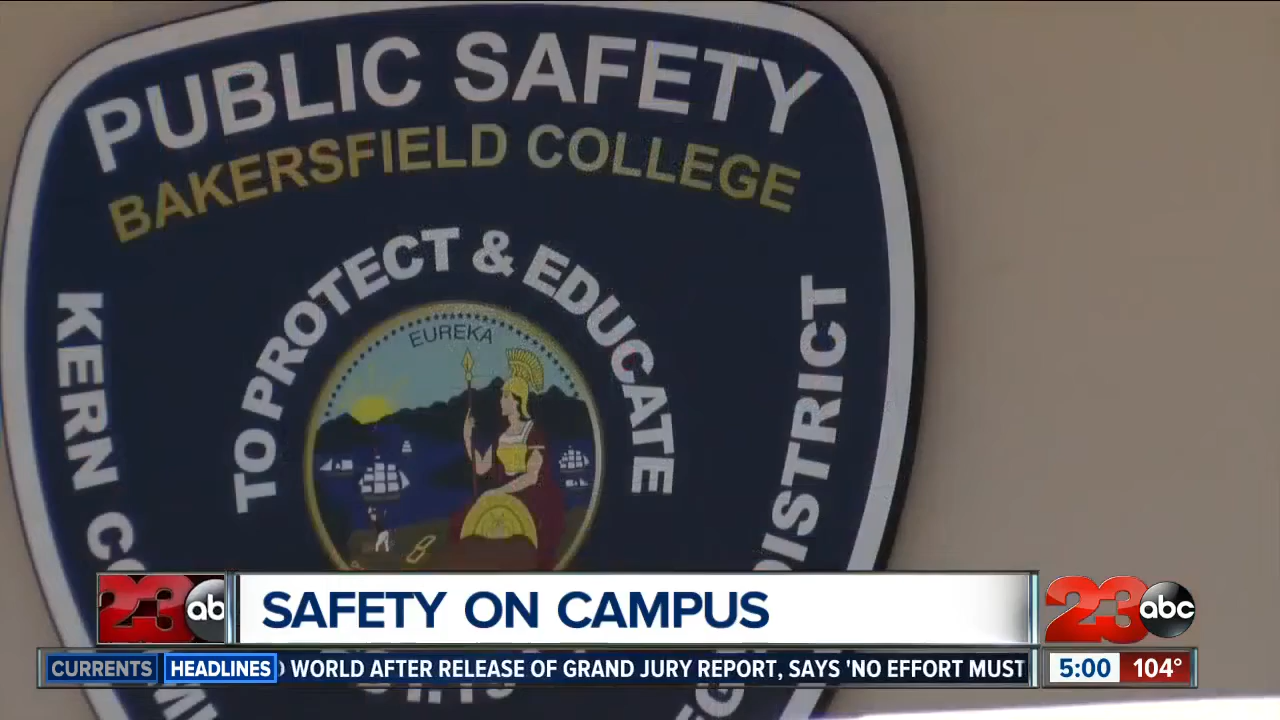 PUBLIC SAFETY
BAKERSFIELD COLLEGE
TO PROTECT & EDUCATE
KERN
DISTRICT
EUREKA
23 abc
SAFETY ON CAMPUS
23 abc
CURRENTS
HEADLINES
WORLD AFTER RELEASE OF GRAND JURY REPORT, SAYS 'NO EFFORT MUST
5:00
104°